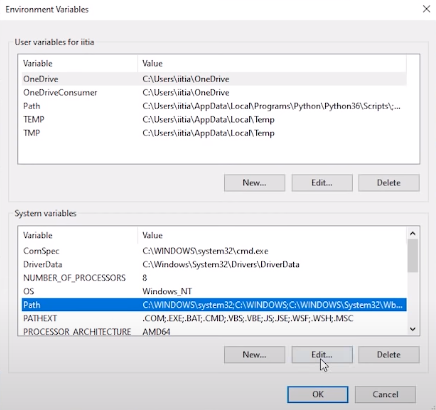 Environment Variables
User variables for iitia
Variable Value
OneDrive C:\Users\iitia\OneDrive
OneDriveConsumer C:\Users\iitia\OneDrive
Path C:\Users\iitia\AppData\Local\Programs\Python\Python36\Scripts\;...
TEMP C:\Users\iitia\AppData\Local\Temp
TMP C:\Users\iitia\AppData\Local\Temp
New... Edit... Delete
System variables
Variable Value
ComSpec C:\WINDOWS\system32\cmd.exe
DriverData C:\Windows\System32\Drivers\DriverData
NUMBER_OF_PROCESSORS 8
OS Windows_NT
Path C:\WINDOWS\system32;C:\WINDOWS;C:\WINDOWS\System32\Wb...
PATHEXT .COM;.EXE;.BAT;.CMD;.VBS;.VBE;.JS;.JSE;.WSF;.WSH;.MSC
PROCESSOR_ARCHITECTURE AMD64
New... Edit... Delete
OK Cancel